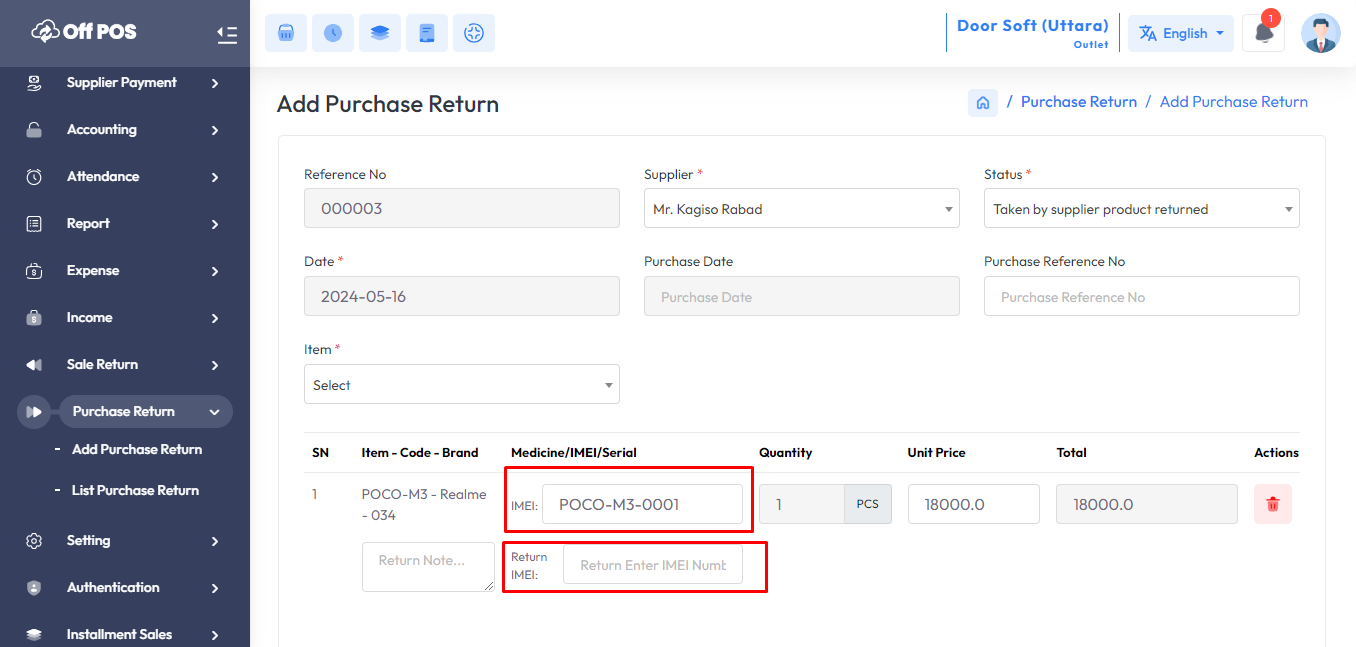 Off POS
Door Soft (Uttara)
Outlet
English
1
Supplier Payment
Accounting
Attendance
Report
Expense
Income
Sale Return
Purchase Return
- Add Purchase Return
- List Purchase Return
Setting
Authentication
Installment Sales
Add Purchase Return
/ Purchase Return / Add Purchase Return
Reference No
000003
Supplier *
Mr. Kagiso Rabad
Status *
Taken by supplier product returned
Date *
2024-05-16
Purchase Date
Purchase Date
Purchase Reference No
Purchase Reference No
Item *
Select
SN Item - Code - Brand Medicine/IMEI/Serial Quantity Unit Price Total Actions
1
POCO-M3 - Realme
- 034
IMEI: POCO-M3-0001
1 PCS
18000.0
18000.0
Return Note...
Return
IMEI:
Return Enter IMEI Numb